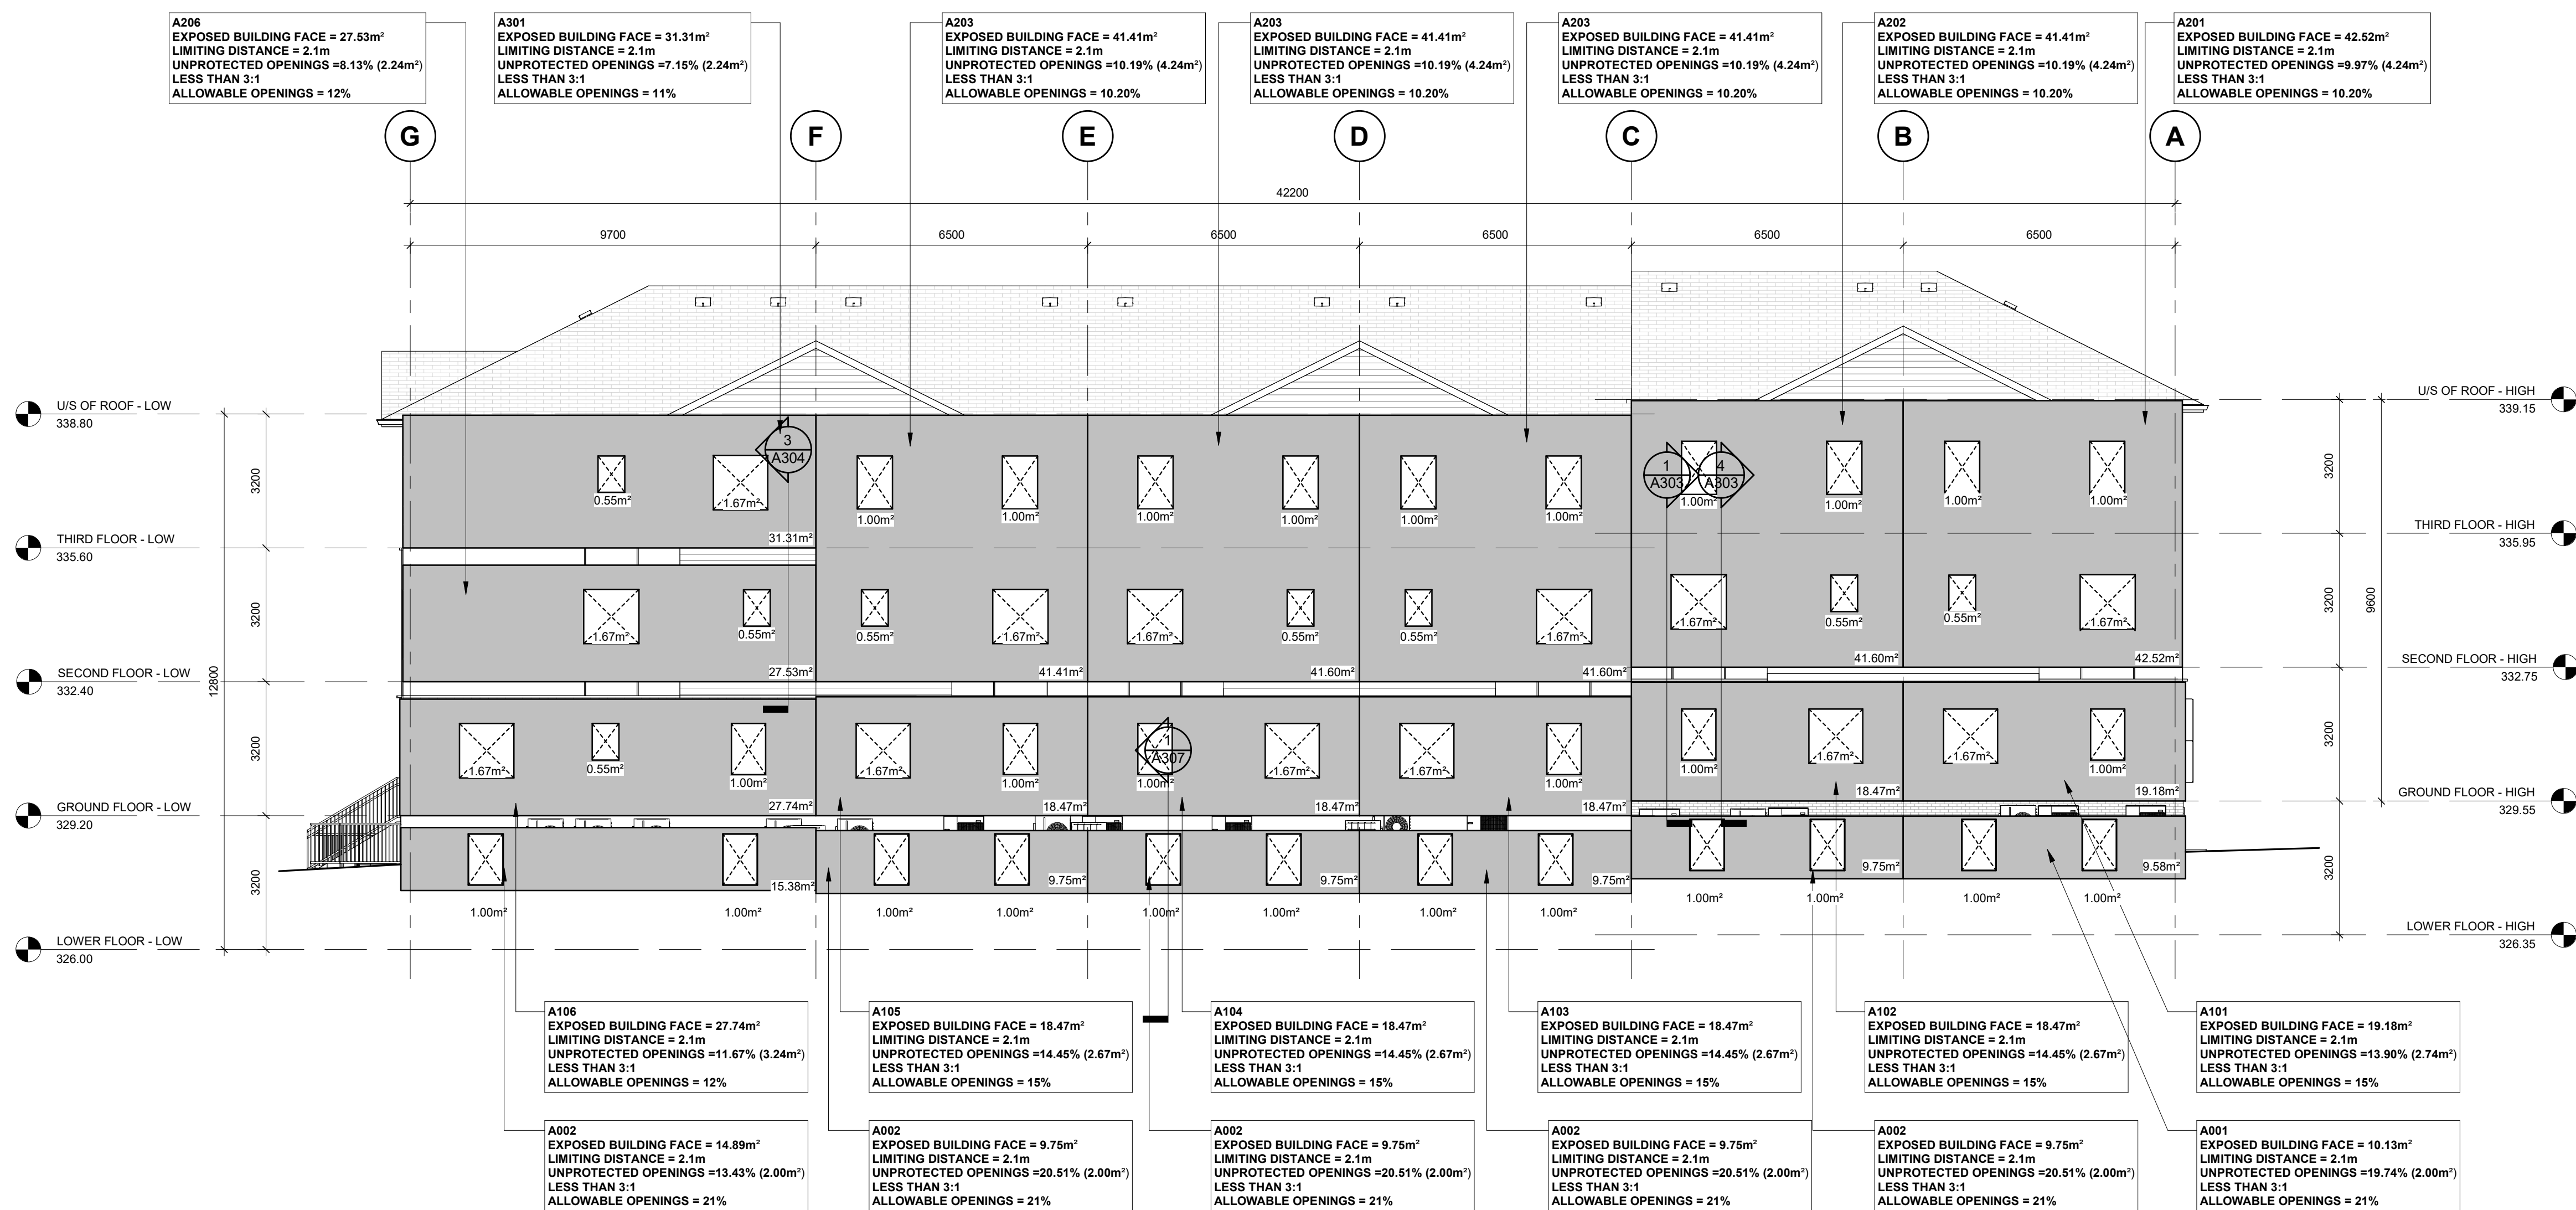 A206
EXPOSED BUILDING FACE = 27.53m²
LIMITING DISTANCE = 2.1m
UNPROTECTED OPENINGS =8.13% (2.24m²)
LESS THAN 3:1
ALLOWABLE OPENINGS = 12%
A301
EXPOSED BUILDING FACE = 31.31m²
LIMITING DISTANCE = 2.1m
UNPROTECTED OPENINGS =7.15% (2.24m²)
LESS THAN 3:1
ALLOWABLE OPENINGS = 11%
A203
EXPOSED BUILDING FACE = 41.41m²
LIMITING DISTANCE = 2.1m
UNPROTECTED OPENINGS =10.19% (4.24m²)
LESS THAN 3:1
ALLOWABLE OPENINGS = 10.20%
A203
EXPOSED BUILDING FACE = 41.41m²
LIMITING DISTANCE = 2.1m
UNPROTECTED OPENINGS =10.19% (4.24m²)
LESS THAN 3:1
ALLOWABLE OPENINGS = 10.20%
A203
EXPOSED BUILDING FACE = 41.41m²
LIMITING DISTANCE = 2.1m
UNPROTECTED OPENINGS =10.19% (4.24m²)
LESS THAN 3:1
ALLOWABLE OPENINGS = 10.20%
A202
EXPOSED BUILDING FACE = 41.41m²
LIMITING DISTANCE = 2.1m
UNPROTECTED OPENINGS =10.19% (4.24m²)
LESS THAN 3:1
ALLOWABLE OPENINGS = 10.20%
A201
EXPOSED BUILDING FACE = 42.52m²
LIMITING DISTANCE = 2.1m
UNPROTECTED OPENINGS =9.97% (4.24m²)
LESS THAN 3:1
ALLOWABLE OPENINGS = 10.20%
G F E D C B A
42200
9700 6500 6500 6500 6500 6500
U/S OF ROOF - LOW
338.80
U/S OF ROOF - HIGH
339.15
3
A304
1
A303
4
A303
3200
3200
0.55m² 1.67m² 1.00m² 1.00m² 1.00m² 1.00m² 1.00m² 1.00m² 1.00m² 1.00m² 1.00m² 1.00m²
31.31m²
THIRD FLOOR - LOW
335.60
THIRD FLOOR - HIGH
335.95
3200
3200
9600
1.67m² 0.55m² 0.55m² 1.67m² 1.67m² 0.55m² 0.55m² 1.67m² 1.67m² 0.55m² 0.55m² 1.67m²
27.53m² 41.41m² 41.60m² 41.60m² 41.60m² 42.52m²
SECOND FLOOR - LOW
332.40
SECOND FLOOR - HIGH
332.75
12800
3200
3200
1
A307
1.67m² 0.55m² 1.00m² 1.67m² 1.00m² 1.00m² 1.67m² 1.67m² 1.00m² 1.00m² 1.67m² 1.67m² 1.00m²
27.74m² 18.47m² 18.47m² 18.47m² 18.47m² 19.18m²
GROUND FLOOR - LOW
329.20
GROUND FLOOR - HIGH
329.55
3200
3200
15.38m² 9.75m² 9.75m² 9.75m² 9.75m² 9.58m²
1.00m² 1.00m² 1.00m² 1.00m² 1.00m² 1.00m² 1.00m² 1.00m² 1.00m² 1.00m² 1.00m² 1.00m²
LOWER FLOOR - LOW
326.00
LOWER FLOOR - HIGH
326.35
A106
EXPOSED BUILDING FACE = 27.74m²
LIMITING DISTANCE = 2.1m
UNPROTECTED OPENINGS =11.67% (3.24m²)
LESS THAN 3:1
ALLOWABLE OPENINGS = 12%
A105
EXPOSED BUILDING FACE = 18.47m²
LIMITING DISTANCE = 2.1m
UNPROTECTED OPENINGS =14.45% (2.67m²)
LESS THAN 3:1
ALLOWABLE OPENINGS = 15%
A104
EXPOSED BUILDING FACE = 18.47m²
LIMITING DISTANCE = 2.1m
UNPROTECTED OPENINGS =14.45% (2.67m²)
LESS THAN 3:1
ALLOWABLE OPENINGS = 15%
A103
EXPOSED BUILDING FACE = 18.47m²
LIMITING DISTANCE = 2.1m
UNPROTECTED OPENINGS =14.45% (2.67m²)
LESS THAN 3:1
ALLOWABLE OPENINGS = 15%
A102
EXPOSED BUILDING FACE = 18.47m²
LIMITING DISTANCE = 2.1m
UNPROTECTED OPENINGS =14.45% (2.67m²)
LESS THAN 3:1
ALLOWABLE OPENINGS = 15%
A101
EXPOSED BUILDING FACE = 19.18m²
LIMITING DISTANCE = 2.1m
UNPROTECTED OPENINGS =13.90% (2.74m²)
LESS THAN 3:1
ALLOWABLE OPENINGS = 15%
A002
EXPOSED BUILDING FACE = 14.89m²
LIMITING DISTANCE = 2.1m
UNPROTECTED OPENINGS =13.43% (2.00m²)
LESS THAN 3:1
ALLOWABLE OPENINGS = 21%
A002
EXPOSED BUILDING FACE = 9.75m²
LIMITING DISTANCE = 2.1m
UNPROTECTED OPENINGS =20.51% (2.00m²)
LESS THAN 3:1
ALLOWABLE OPENINGS = 21%
A002
EXPOSED BUILDING FACE = 9.75m²
LIMITING DISTANCE = 2.1m
UNPROTECTED OPENINGS =20.51% (2.00m²)
LESS THAN 3:1
ALLOWABLE OPENINGS = 21%
A002
EXPOSED BUILDING FACE = 9.75m²
LIMITING DISTANCE = 2.1m
UNPROTECTED OPENINGS =20.51% (2.00m²)
LESS THAN 3:1
ALLOWABLE OPENINGS = 21%
A002
EXPOSED BUILDING FACE = 9.75m²
LIMITING DISTANCE = 2.1m
UNPROTECTED OPENINGS =20.51% (2.00m²)
LESS THAN 3:1
ALLOWABLE OPENINGS = 21%
A001
EXPOSED BUILDING FACE = 10.13m²
LIMITING DISTANCE = 2.1m
UNPROTECTED OPENINGS =19.74% (2.00m²)
LESS THAN 3:1
ALLOWABLE OPENINGS = 21%